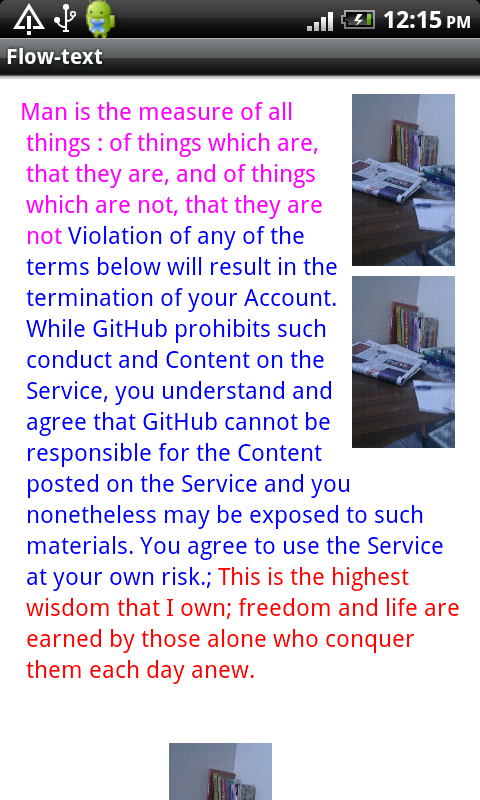 12:15 PM
Flow-text
Man is the measure of all
things : of things which are,
that they are, and of things
which are not, that they are
not Violation of any of the
terms below will result in the
termination of your Account.
While GitHub prohibits such
conduct and Content on the
Service, you understand and
agree that GitHub cannot be
responsible for the Content
posted on the Service and you
nonetheless may be exposed to such
materials. You agree to use the Service
at your own risk.; This is the highest
wisdom that I own; freedom and life are
earned by those alone who conquer
them each day anew.